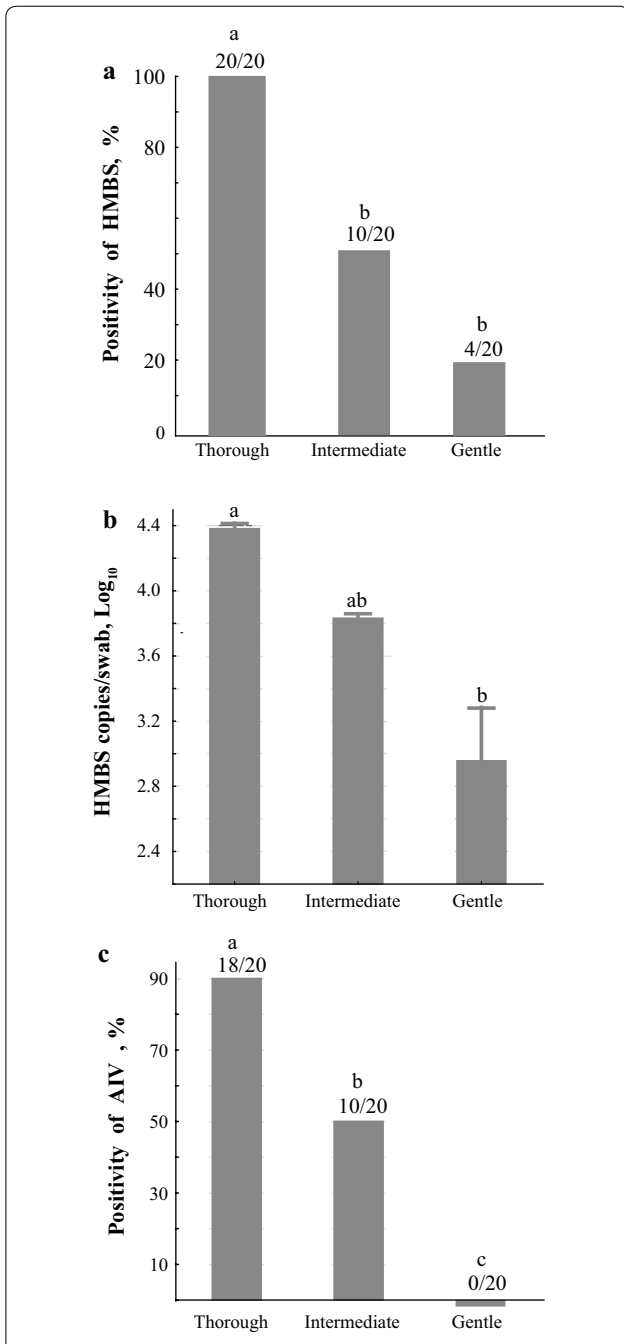 a
a
20/20
100
80
40
20
0
Positivity of HMBS, %
b
10/20
b
4/20
Thorough Intermediate Gentle
b
4.4
4.0
3.6
3.2
2.8
2.4
HMBS copies/swab, Log10
a
ab
b
Thorough Intermediate Gentle
c
90
70
50
30
10
Positivity of AIV , %
a
18/20
b
10/20
c
0/20
Thorough Intermediate Gentle